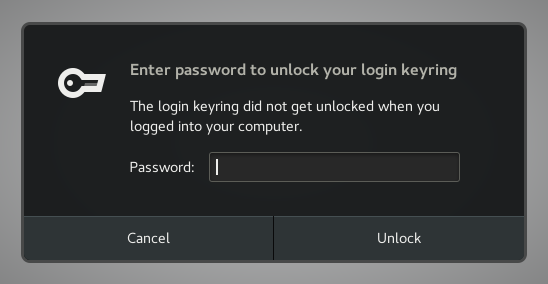 Enter password to unlock your login keyring
The login keyring did not get unlocked when you
logged into your computer.
Password:
Cancel
Unlock